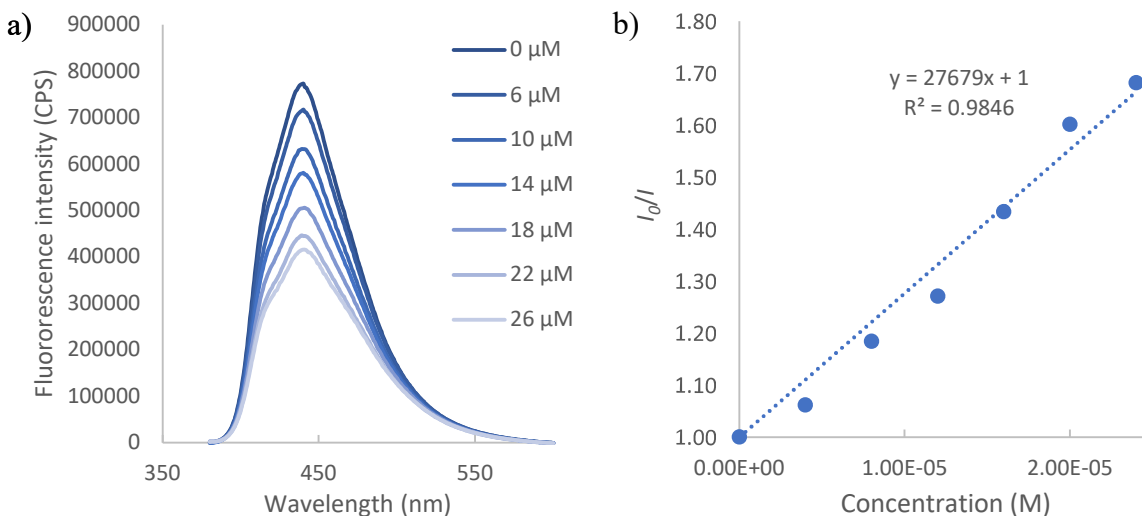 a)
Flurorescence intensity (CPS)
900000
800000
700000
600000
500000
400000
300000
200000
100000
0
350
450
550
Wavelength (nm)
0 µM
6 µM
10 µM
14 µM
18 µM
22 µM
26 µM
b)
I₀/I
1.80
1.70
1.60
1.50
1.40
1.30
1.20
1.10
1.00
y = 27679x + 1
R² = 0.9846
0.00E+00
1.00E-05
2.00E-05
Concentration (M)